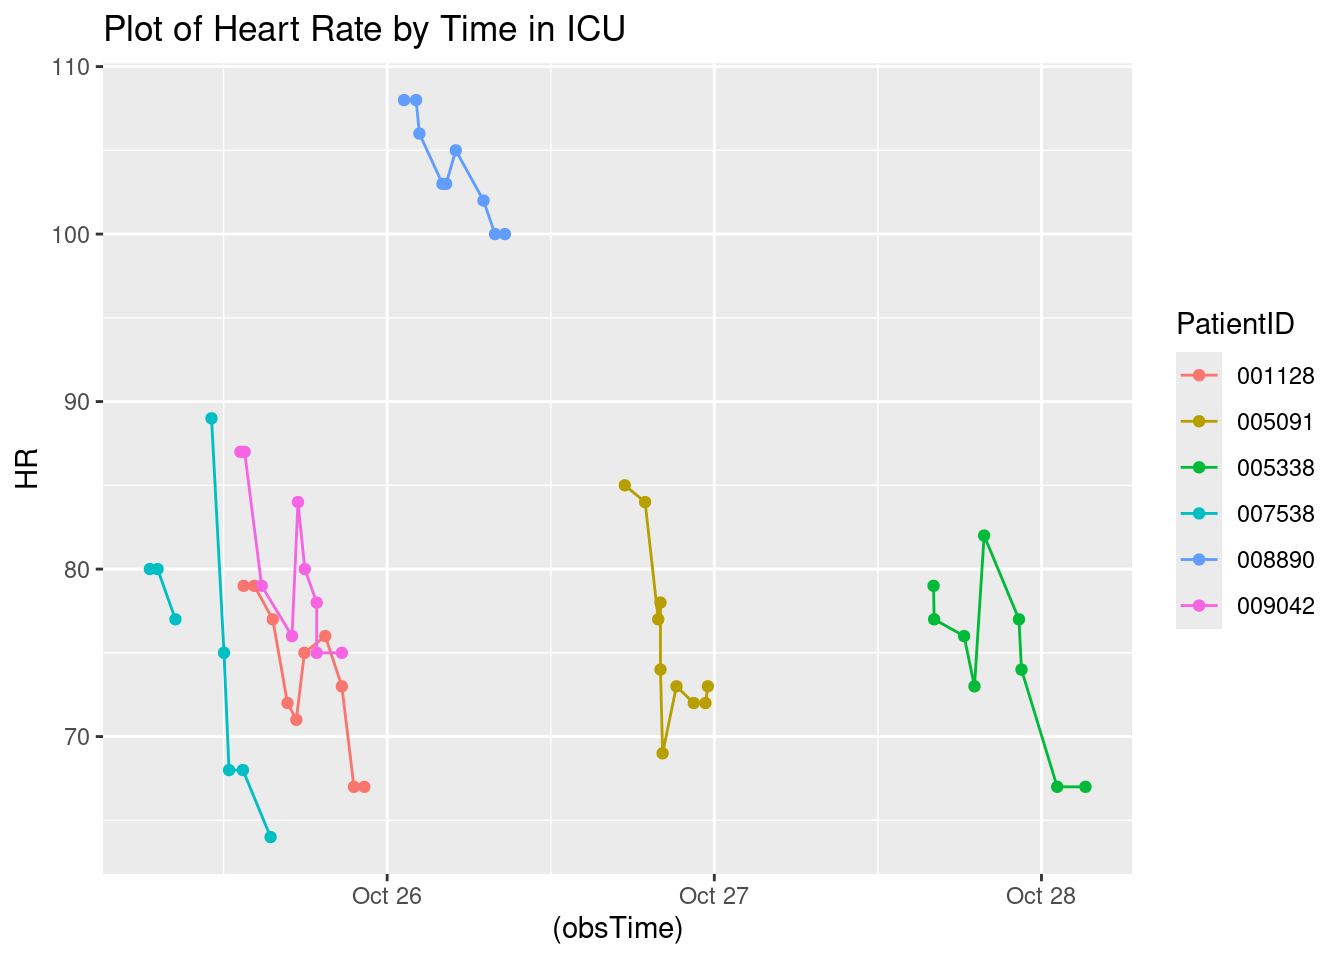 Plot of Heart Rate by Time in ICU
110
100
90
80
70
HR
Oct 26
Oct 27
Oct 28
(obsTime)
PatientID
001128
005091
005338
007538
008890
009042